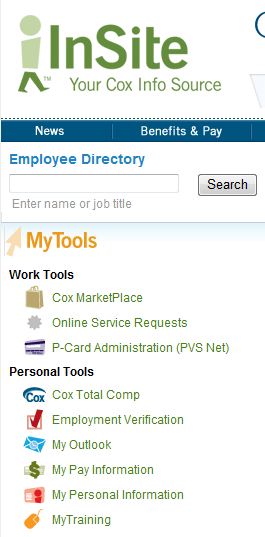 InSite
™ Your Cox Info Source
News Benefits & Pay
Employee Directory
Search
Enter name or job title
MyTools
Work Tools
Cox MarketPlace
Online Service Requests
P-Card Administration (PVS Net)
Personal Tools
COX Cox Total Comp
Employment Verification
My Outlook
My Pay Information
My Personal Information
MyTraining